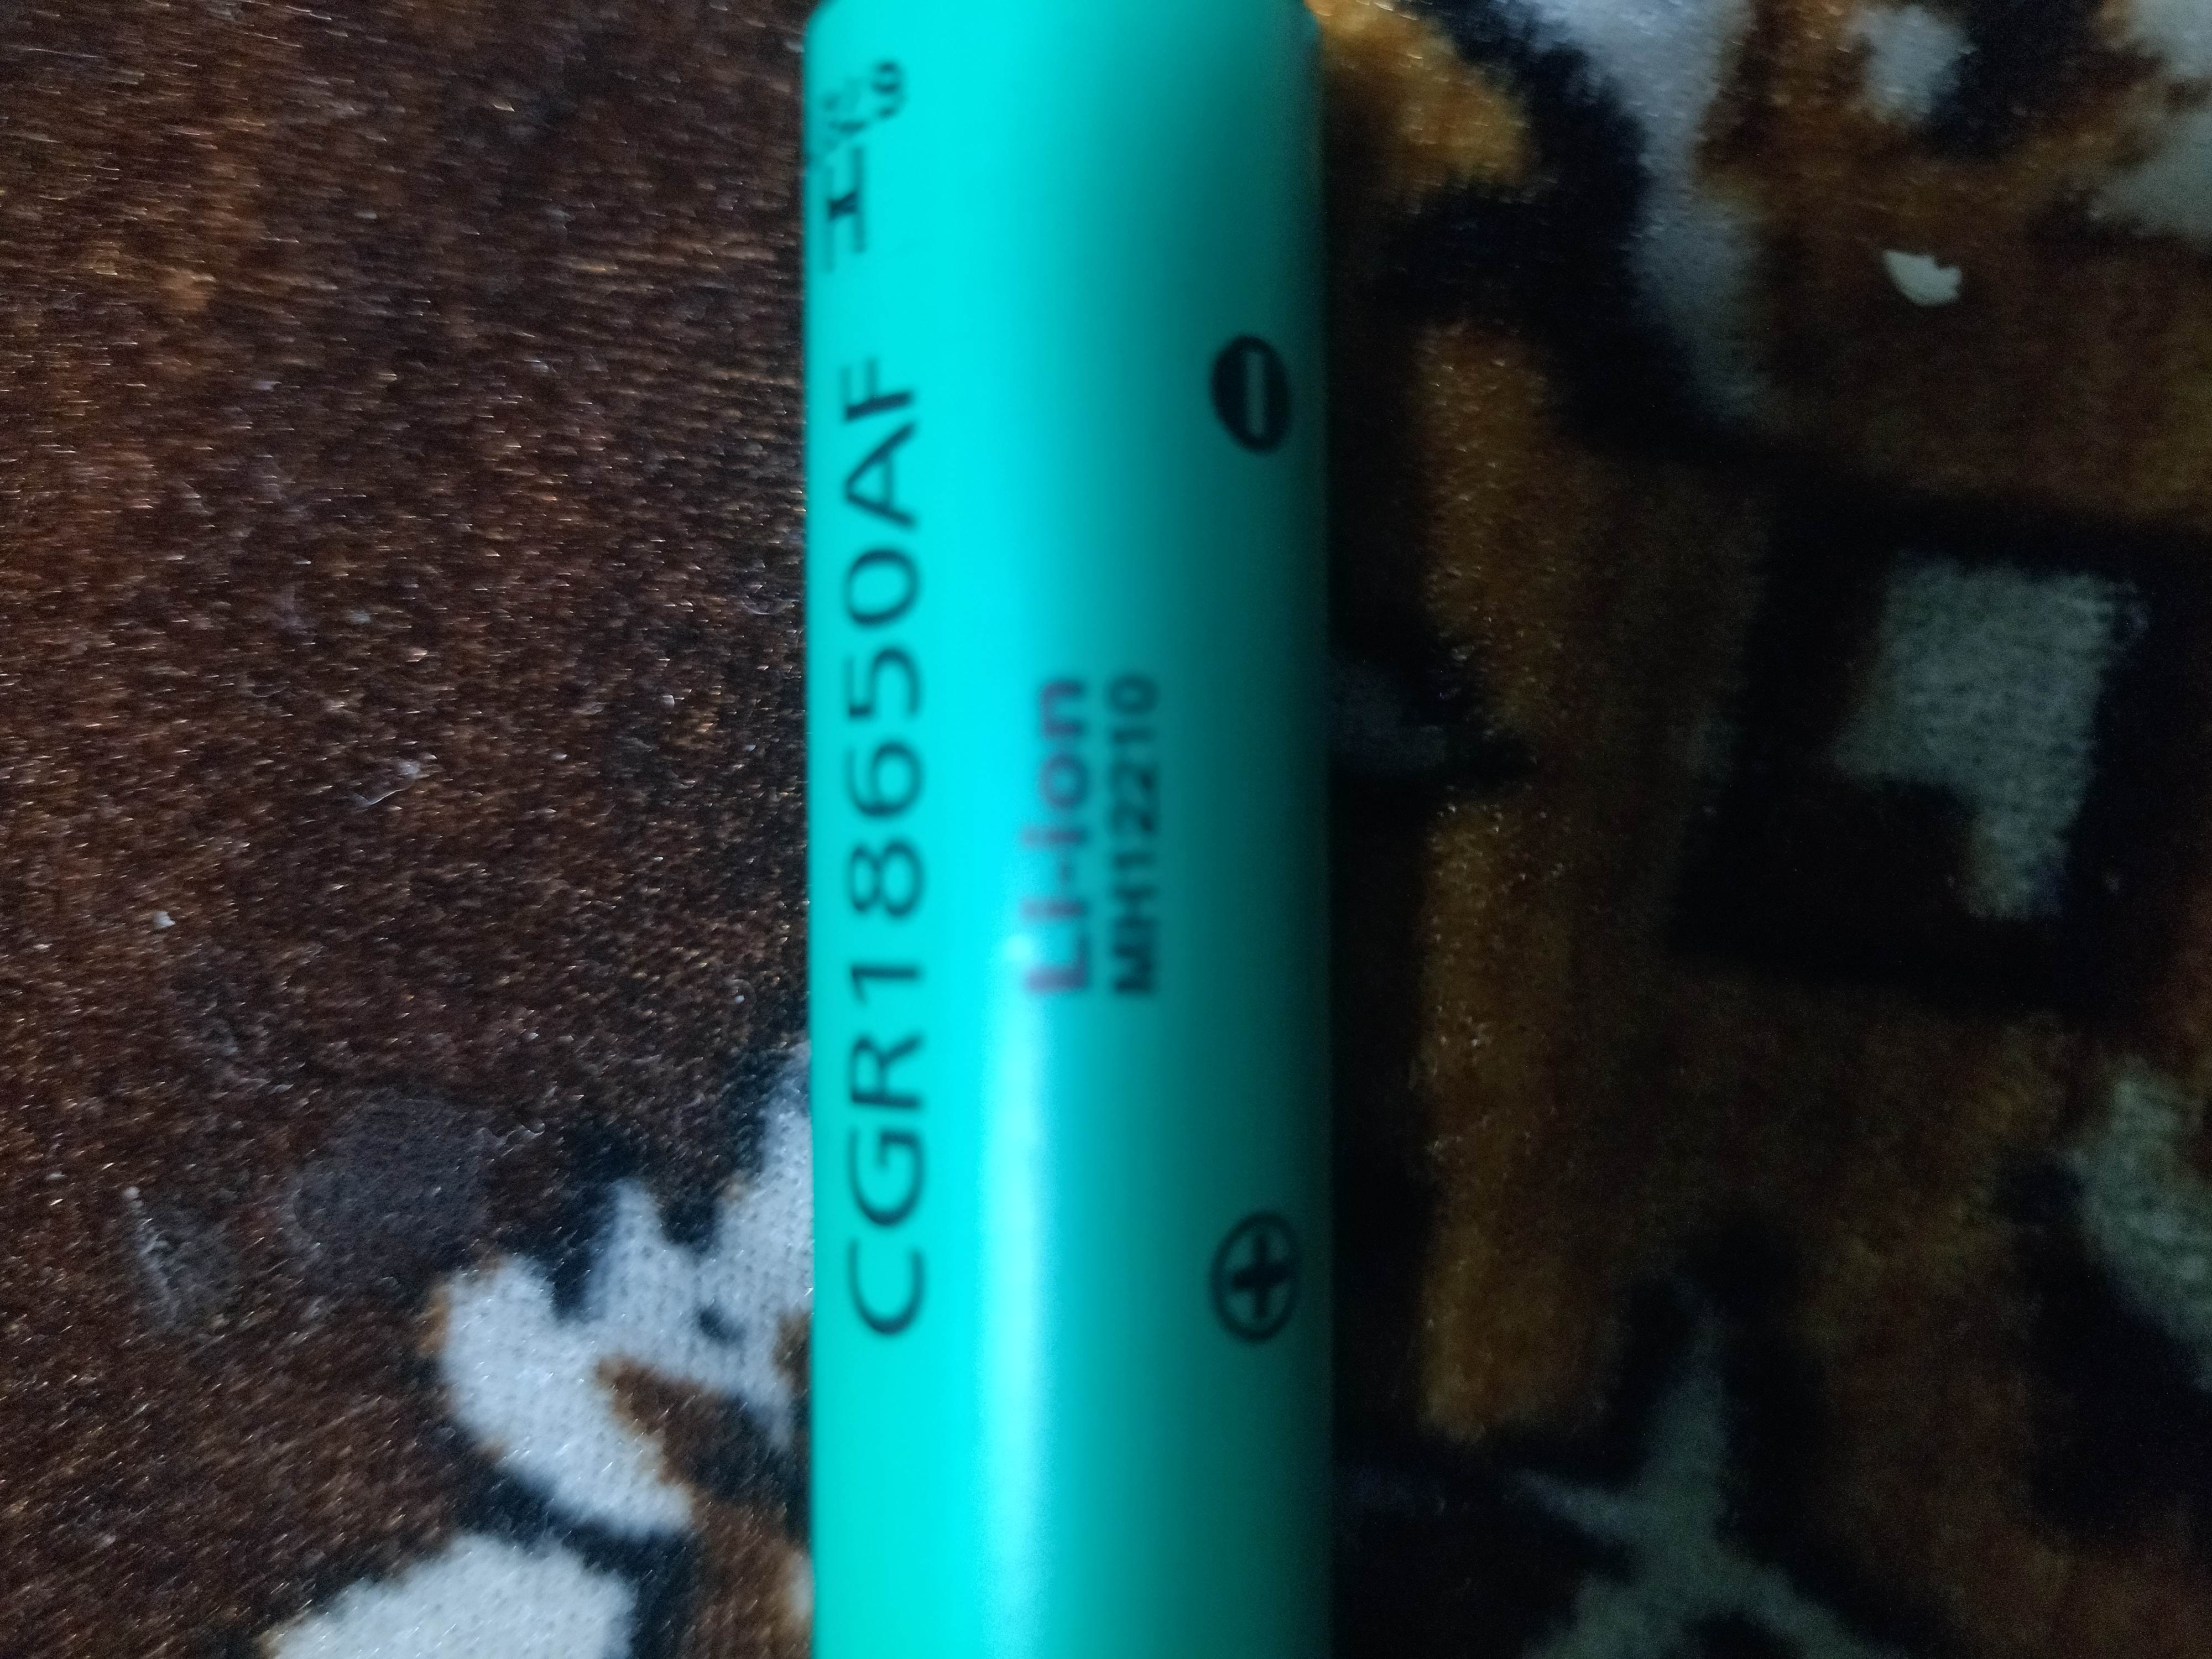 CGR18650AF
Li-ion
MH12210
⊖
⊕